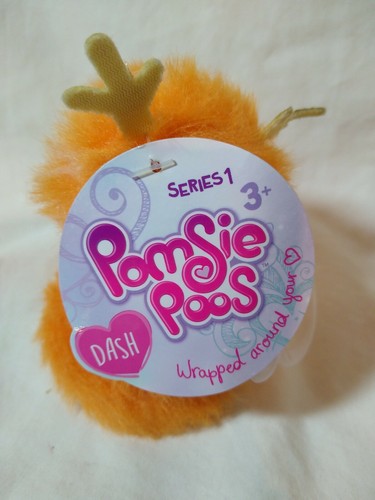 SERIES 1
3+
Pomsie
Poos
DASH
Wrapped around your